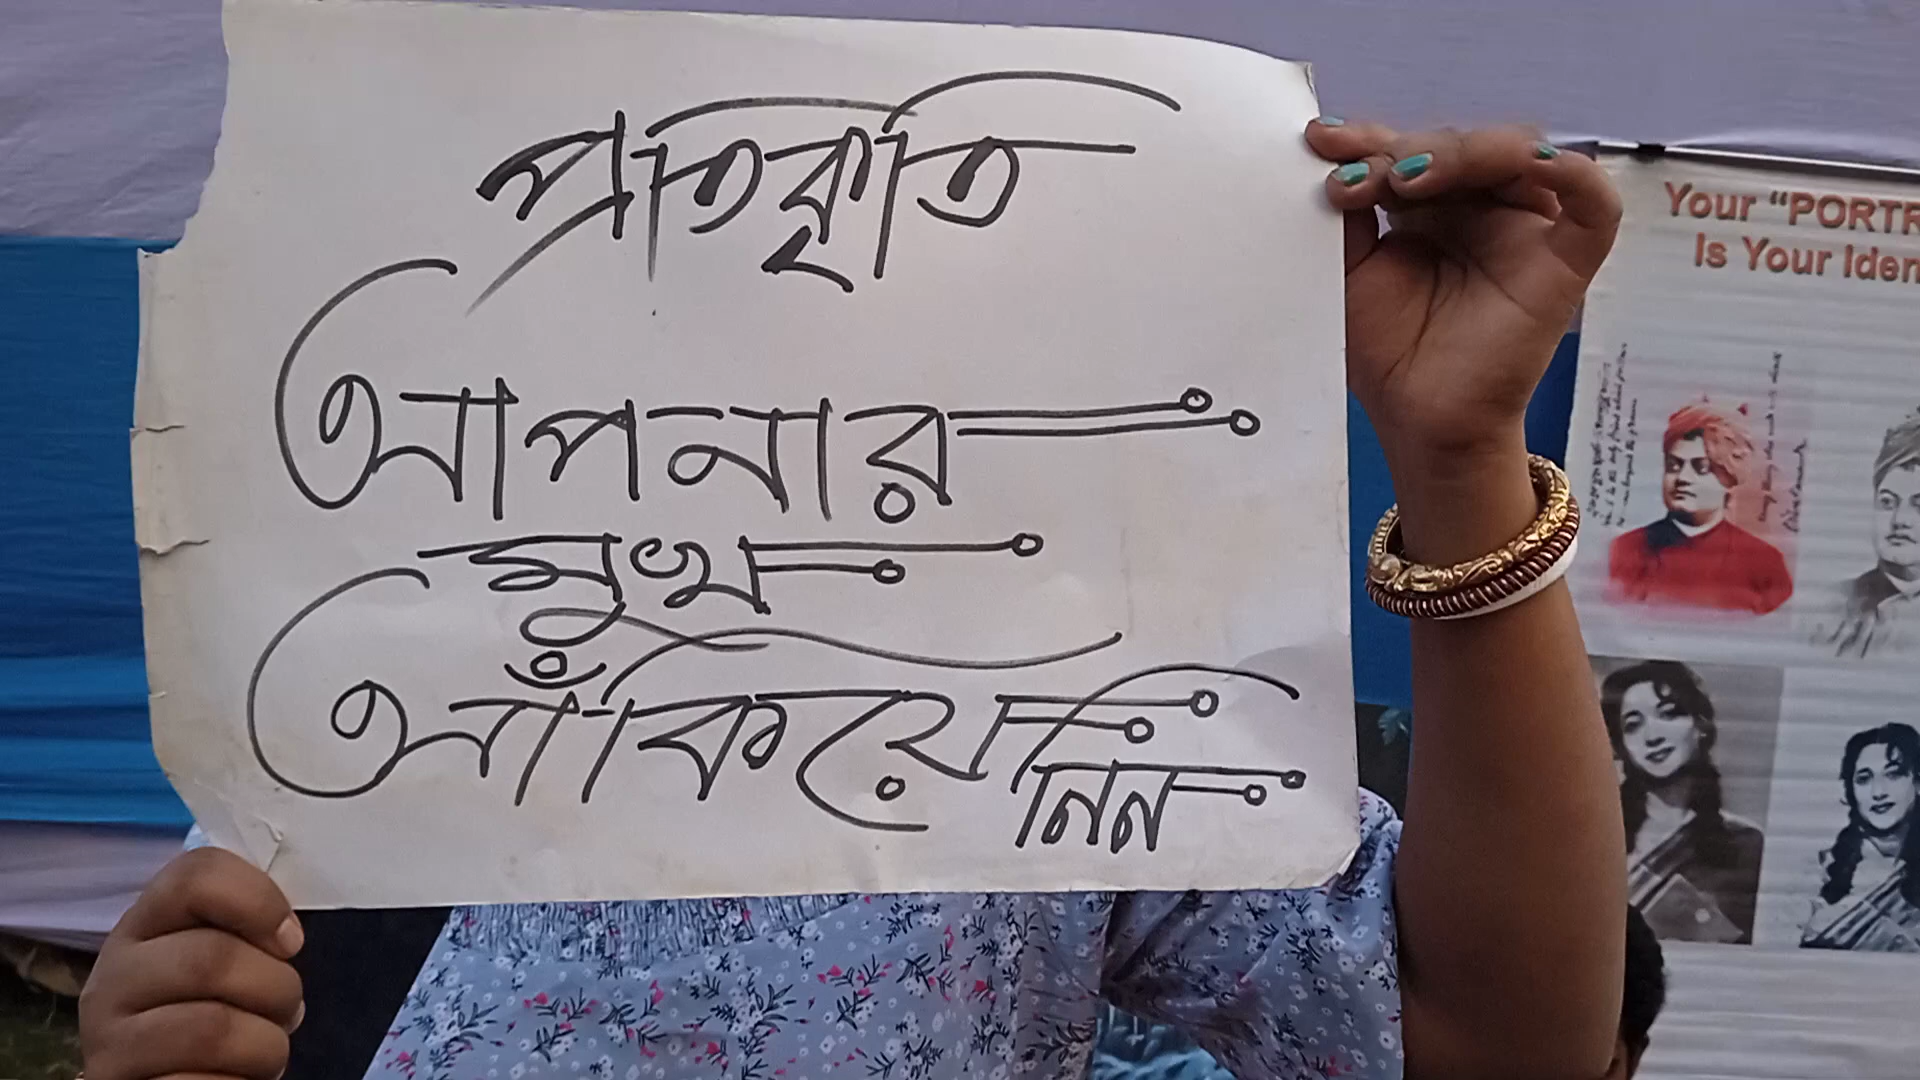 প্রতিকৃতি
আপনার
মুখ
আঁকিয়ে
নিন
Your “PORTR
Is Your Iden